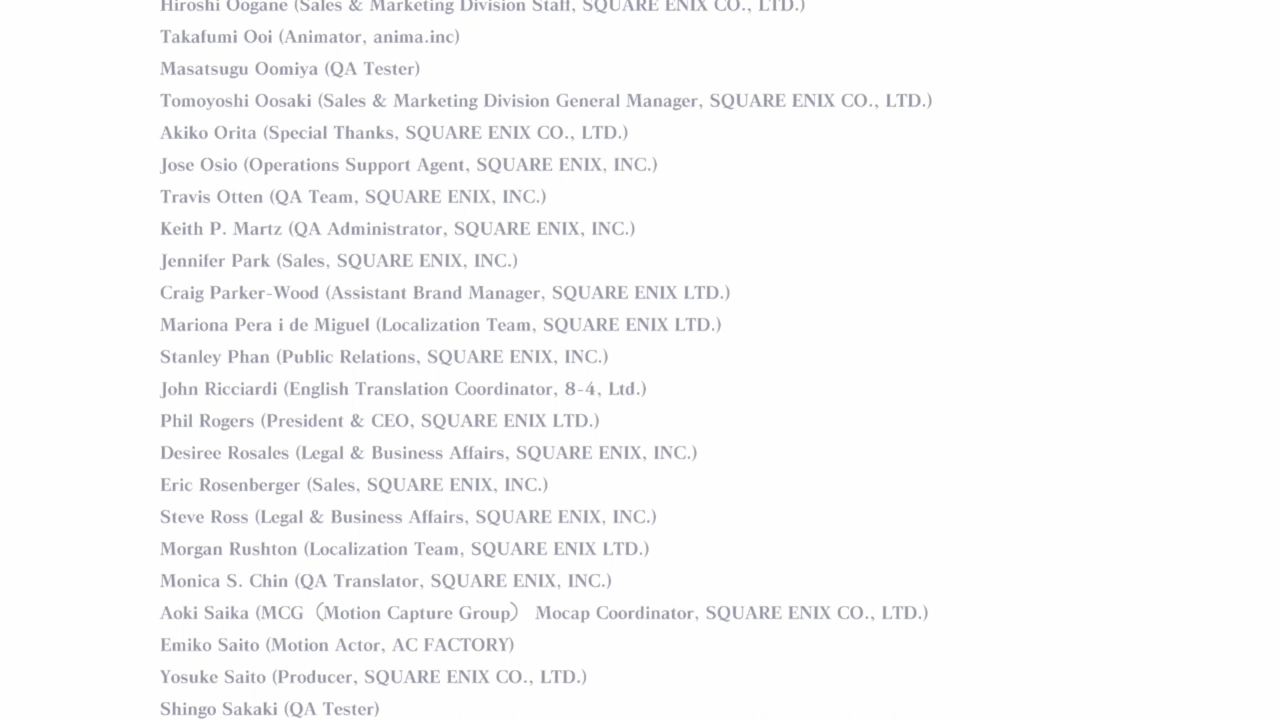 Hiroshi Oogane (Sales & Marketing Division Staff, SQUARE ENIX CO., LTD.)
Takafumi Ooi (Animator, anima.inc)
Masatsugu Oomiya (QA Tester)
Tomoyoshi Oosaki (Sales & Marketing Division General Manager, SQUARE ENIX CO., LTD.)
Akiko Orita (Special Thanks, SQUARE ENIX CO., LTD.)
Jose Osio (Operations Support Agent, SQUARE ENIX, INC.)
Travis Otten (QA Team, SQUARE ENIX, INC.)
Keith P. Martz (QA Administrator, SQUARE ENIX, INC.)
Jennifer Park (Sales, SQUARE ENIX, INC.)
Craig Parker-Wood (Assistant Brand Manager, SQUARE ENIX LTD.)
Mariona Pera i de Miguel (Localization Team, SQUARE ENIX LTD.)
Stanley Phan (Public Relations, SQUARE ENIX, INC.)
John Ricciardi (English Translation Coordinator, 8-4, Ltd.)
Phil Rogers (President & CEO, SQUARE ENIX LTD.)
Desiree Rosales (Legal & Business Affairs, SQUARE ENIX, INC.)
Eric Rosenberger (Sales, SQUARE ENIX, INC.)
Steve Ross (Legal & Business Affairs, SQUARE ENIX, INC.)
Morgan Rushton (Localization Team, SQUARE ENIX LTD.)
Monica S. Chin (QA Translator, SQUARE ENIX, INC.)
Aoki Saika (MCG（Motion Capture Group） Mocap Coordinator, SQUARE ENIX CO., LTD.)
Emiko Saito (Motion Actor, AC FACTORY)
Yosuke Saito (Producer, SQUARE ENIX CO., LTD.)
Shingo Sakaki (QA Tester)